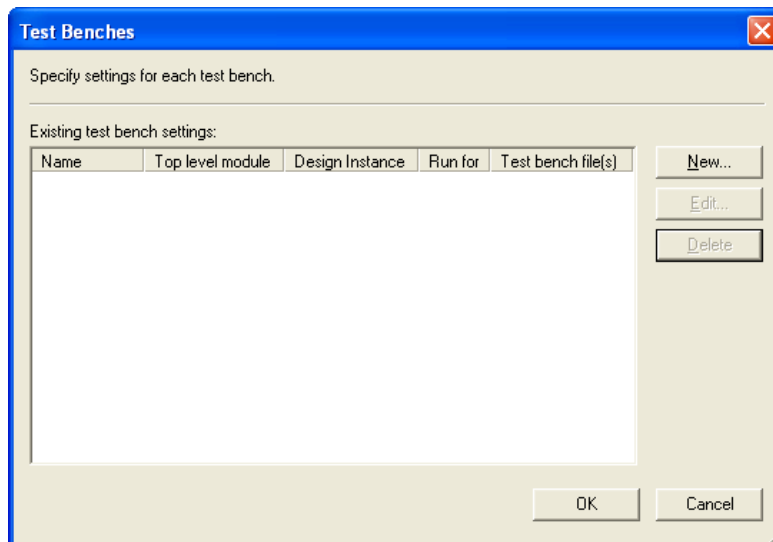 Test Benches
Specify settings for each test bench.
Existing test bench settings:
Name Top level module Design Instance Run for Test bench file(s)
New...
Edit...
Delete
OK Cancel